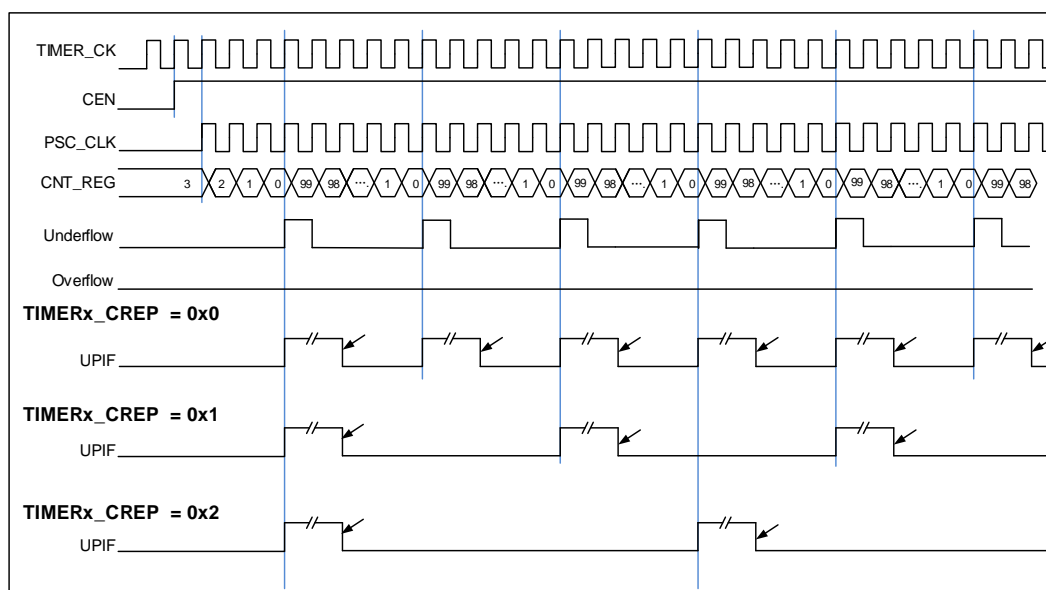 TIMER_CK
CEN
PSC_CLK
CNT_REG 3 2 1 0 99 98 .... 1 0 99 98 .... 1 0 99 98 .... 1 0 99 98 .... 1 0 99 98 .... 1 0 99 98
Underflow
Overflow
TIMERx_CREP = 0x0
UPIF
TIMERx_CREP = 0x1
UPIF
TIMERx_CREP = 0x2
UPIF